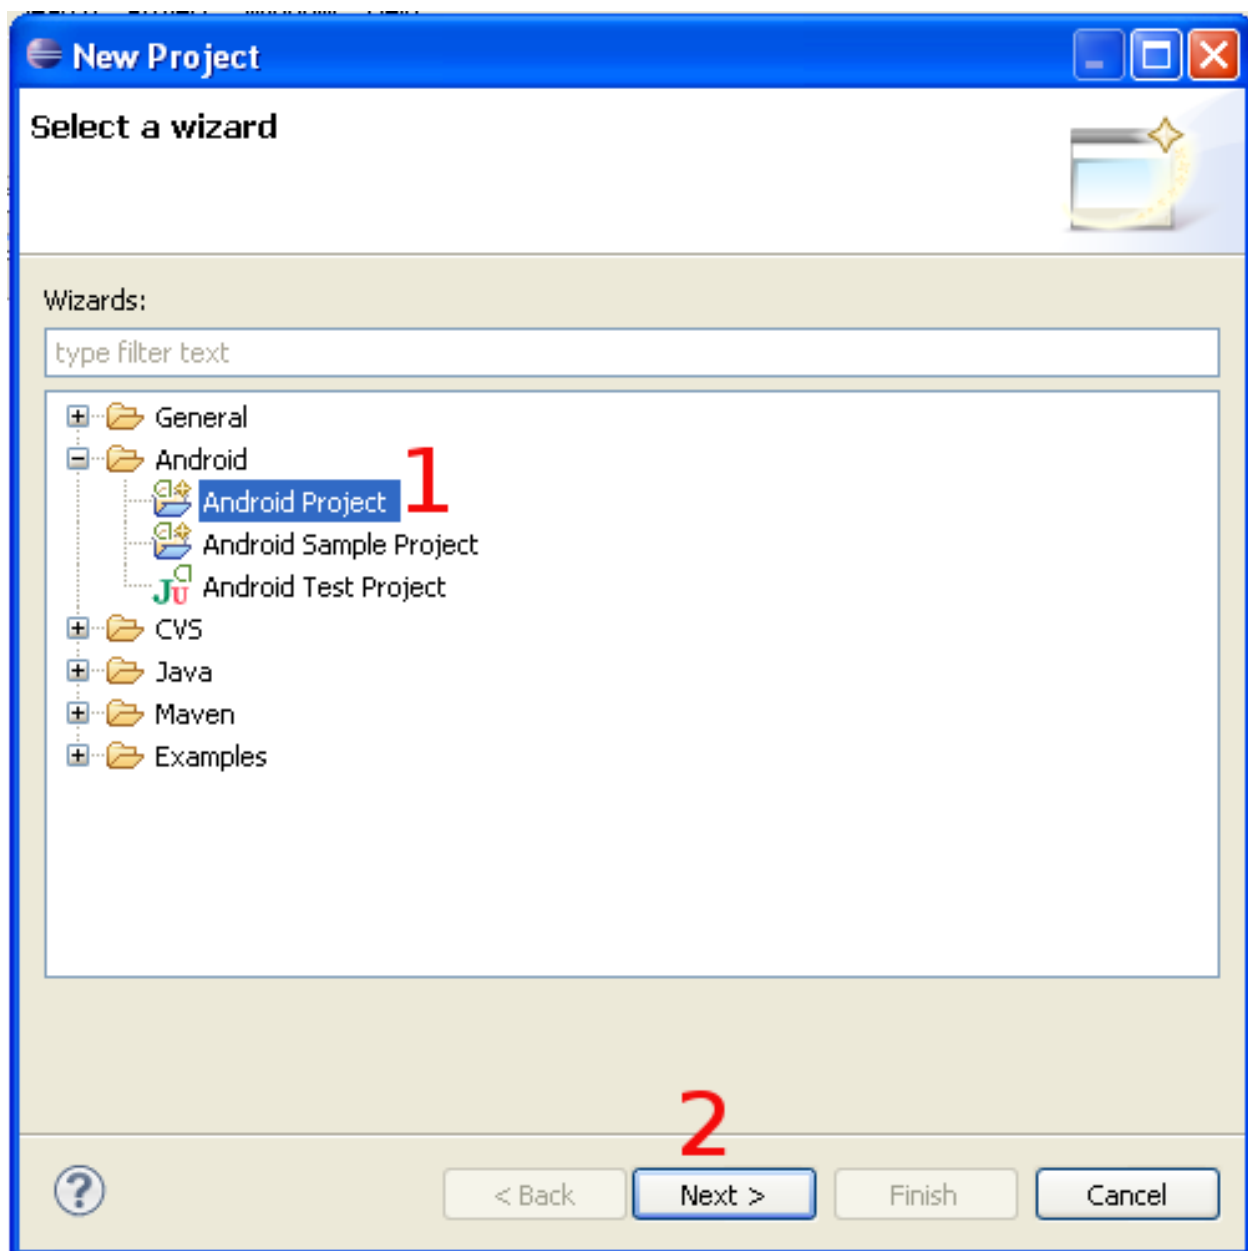 New Project
Select a wizard
Wizards:
type filter text
General
Android
Android Project 1
Android Sample Project
JU Android Test Project
CVS
Java
Maven
Examples
2
? < Back Next > Finish Cancel